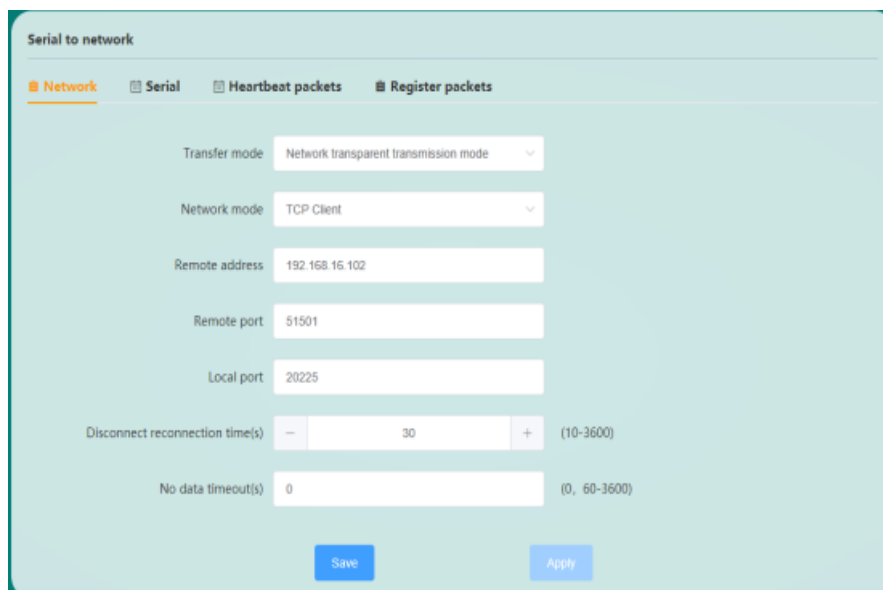 Serial to network
Network Serial Heartbeat packets Register packets
Transfer mode Network transparent transmission mode
Network mode TCP Client
Remote address 192.168.16.102
Remote port 51501
Local port 20225
Disconnect reconnection time(s) − 30 + (10-3600)
No data timeout(s) 0 (0, 60-3600)
Save Apply